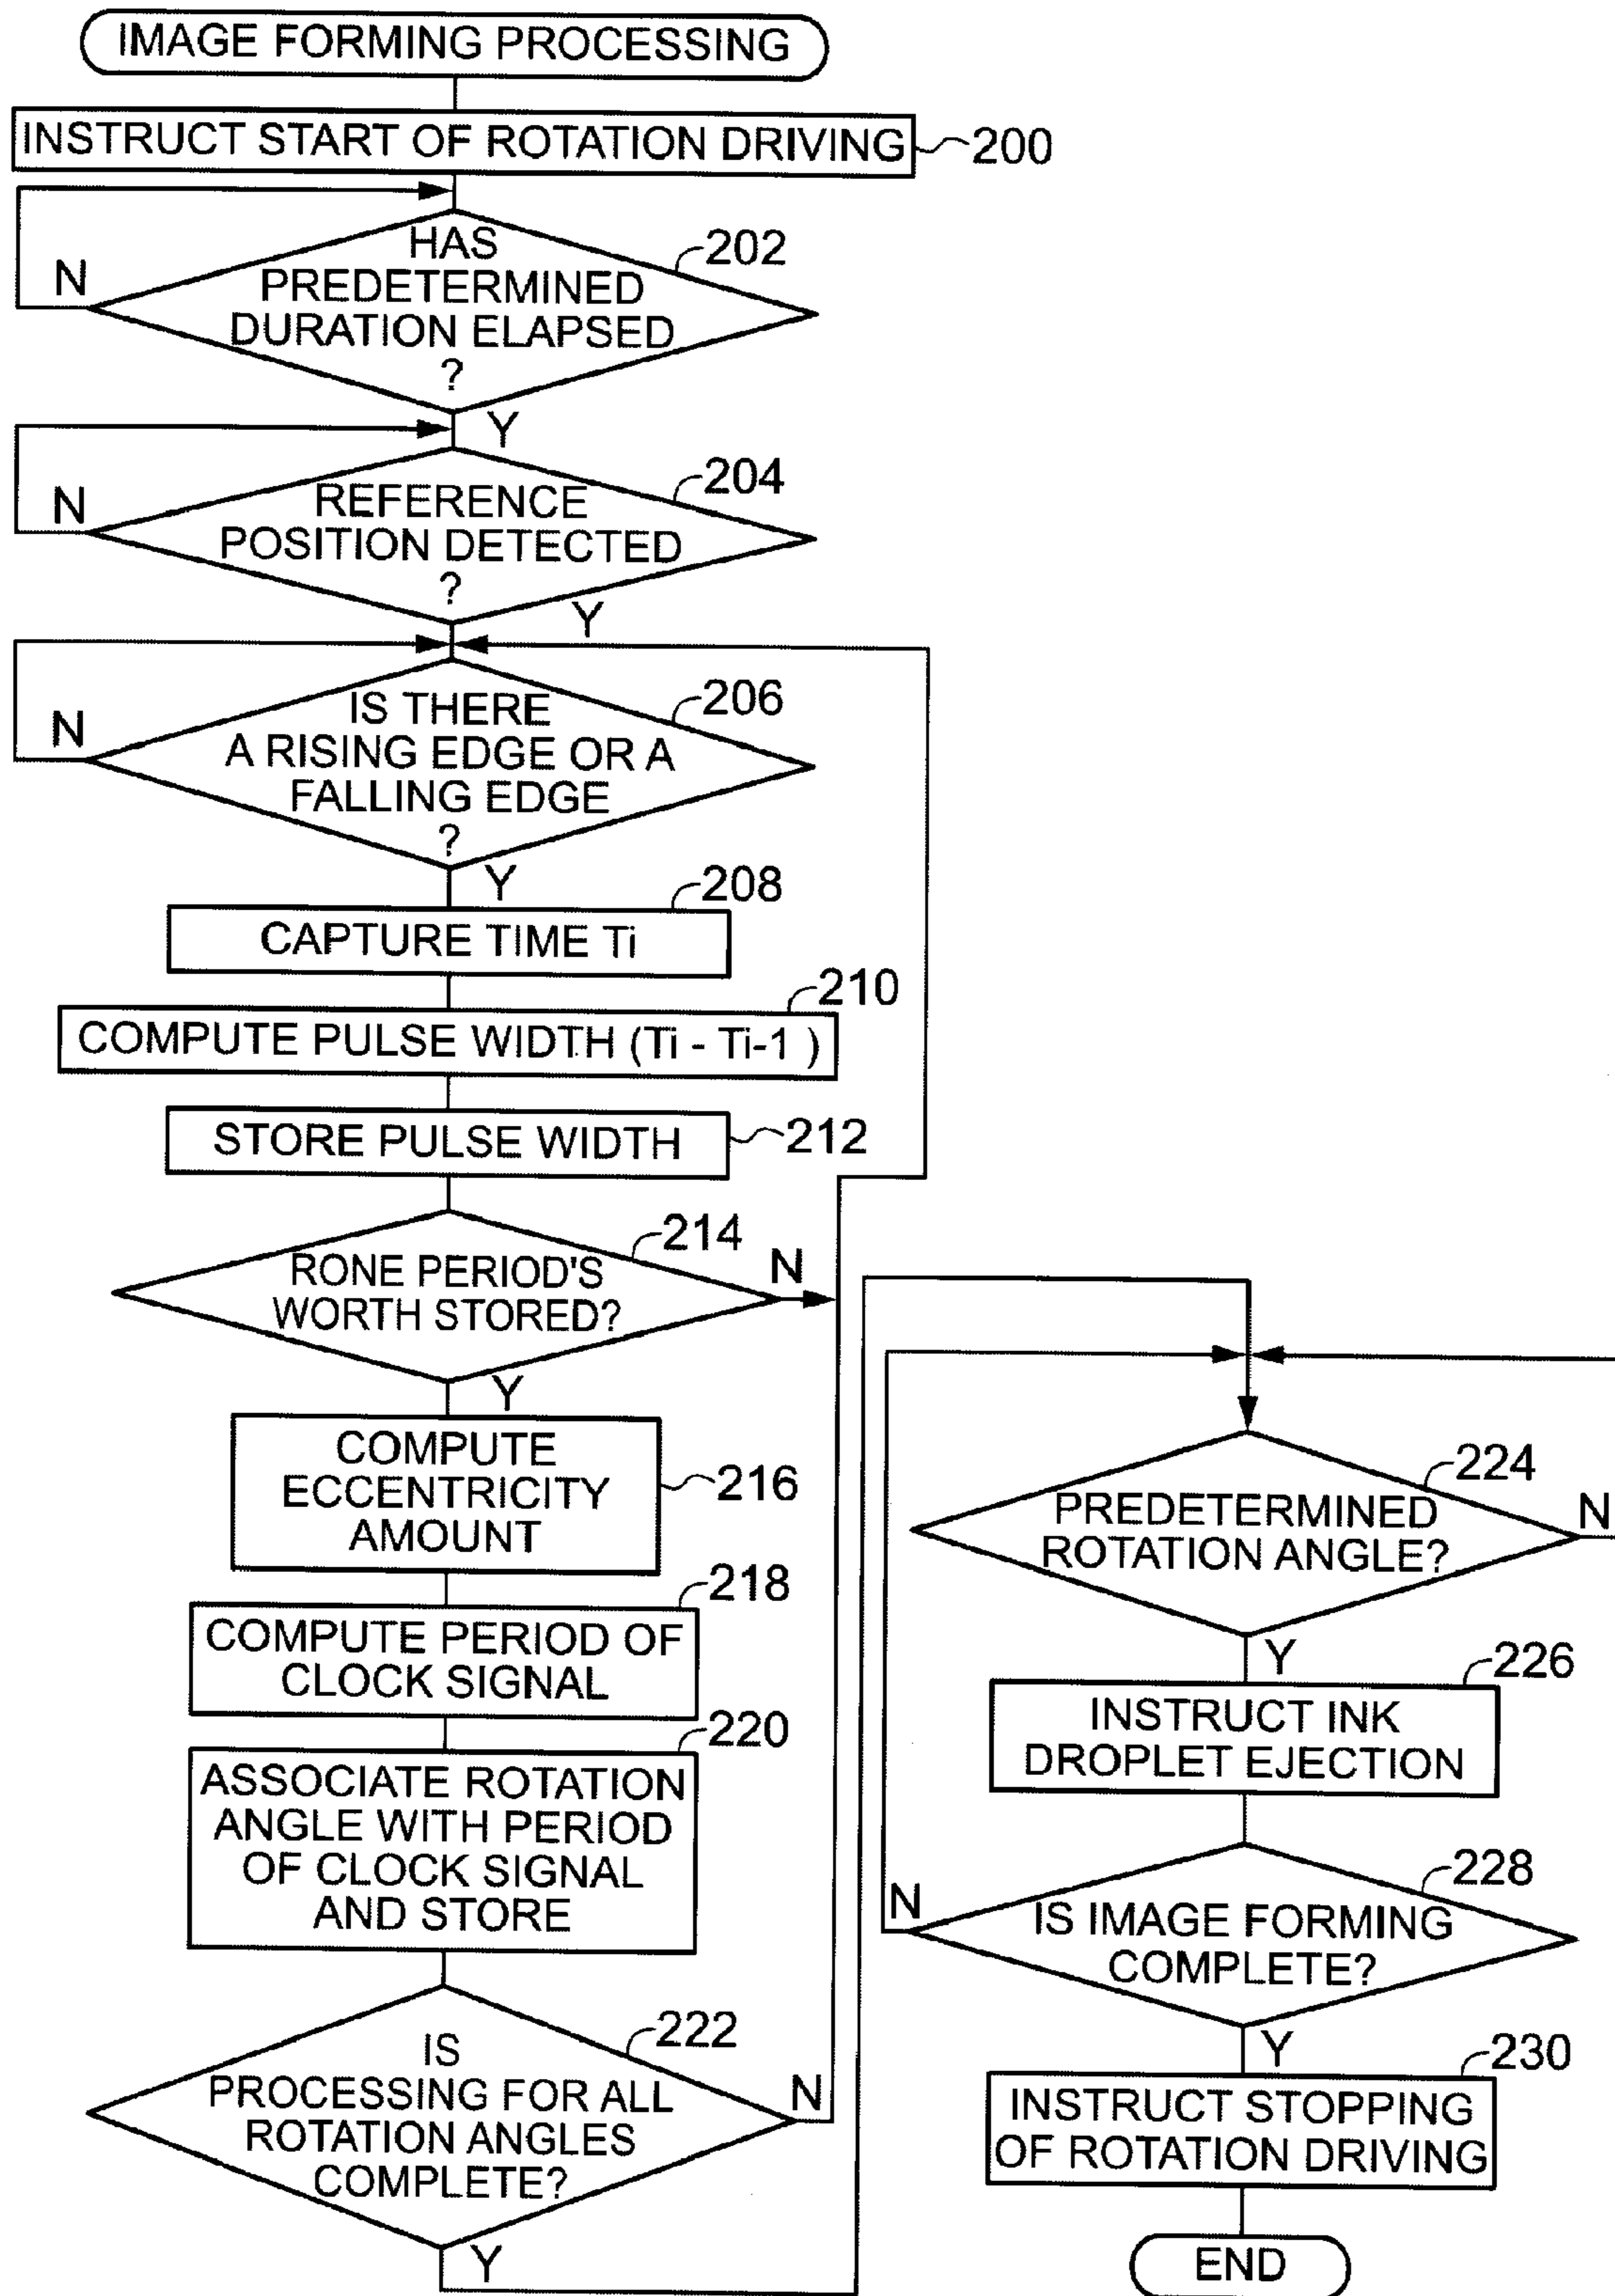 IMAGE FORMING PROCESSING
INSTRUCT START OF ROTATION DRIVING
200
HAS
PREDETERMINED
DURATION ELAPSED
?
202
N
Y
REFERENCE
POSITION DETECTED
?
204
N
Y
IS THERE
A RISING EDGE OR A
FALLING EDGE
?
206
N
Y
208
CAPTURE TIME Ti
210
COMPUTE PULSE WIDTH (Ti - Ti-1 )
STORE PULSE WIDTH
212
214
RONE PERIOD'S
WORTH STORED?
N
Y
COMPUTE
ECCENTRICITY
AMOUNT
216
218
COMPUTE PERIOD OF
CLOCK SIGNAL
220
ASSOCIATE ROTATION
ANGLE WITH PERIOD
OF CLOCK SIGNAL
AND STORE
222
IS
PROCESSING FOR ALL
ROTATION ANGLES
COMPLETE?
N
Y
224
PREDETERMINED
ROTATION ANGLE?
N
Y
226
INSTRUCT INK
DROPLET EJECTION
228
IS IMAGE FORMING
COMPLETE?
N
Y
230
INSTRUCT STOPPING
OF ROTATION DRIVING
END